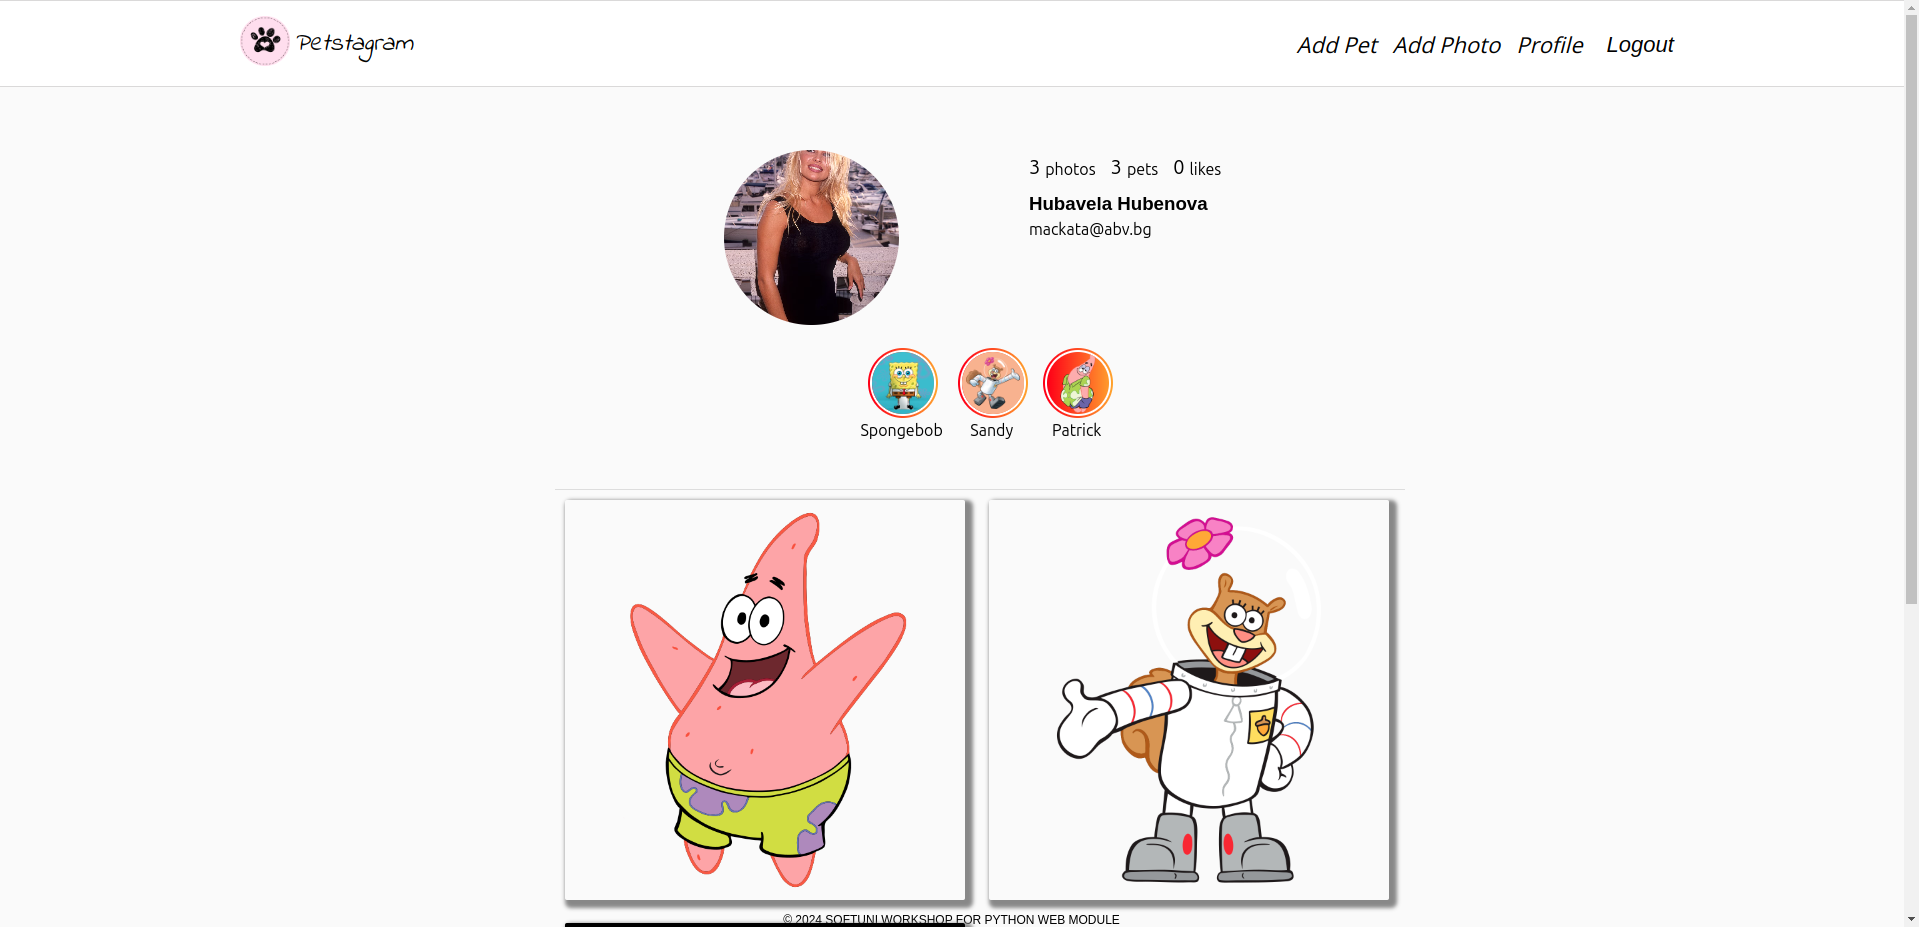 Petstagram
Add Pet Add Photo Profile Logout
3 photos 3 pets 0 likes
Hubavela Hubenova
mackata@abv.bg
Spongebob Sandy Patrick
© 2024 SOFTUNI WORKSHOP FOR PYTHON WEB MODULE